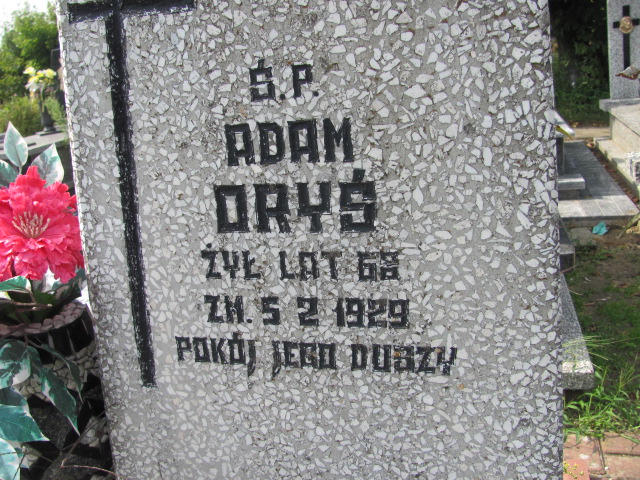 Ś.P.
ADAM
ORYŚ
ŻYŁ LAT 68
ZM. 5 2 1929
POKÓJ JEGO DUSZY